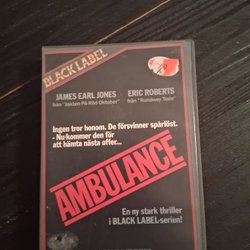 BLACK LABEL
JAMES EARL JONES
från "Jakten På Röd Oktober"
ERIC ROBERTS
från "Runaway Train"
Ingen tror honom. De försvinner spårlöst.
- Nu kommer den för
att hämta nästa offer...
AMBULANCE
En ny stark thriller
i BLACK LABEL-serien!